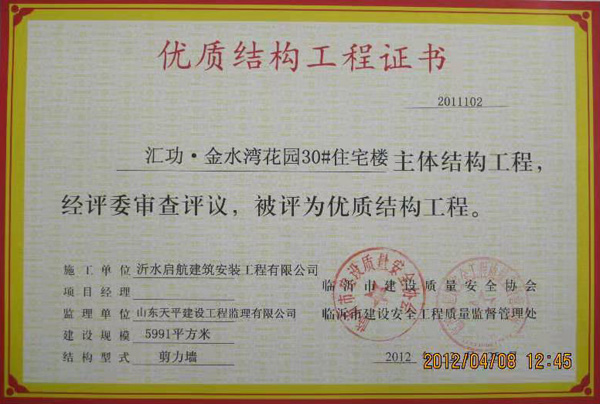 优质结构工程证书
2011102
汇功·金水湾花园30#住宅楼 主体结构工程，
经评委审查评议，被评为优质结构工程。
施工单位 沂水启航建筑安装工程有限公司
项目经理
监理单位 山东天平建设工程监理有限公司
建设规模 5991平方米
结构型式 剪力墙
临沂市建设质量安全协会
临沂市建设安全工程质量监督管理处
2012
2012/04/08 12:45